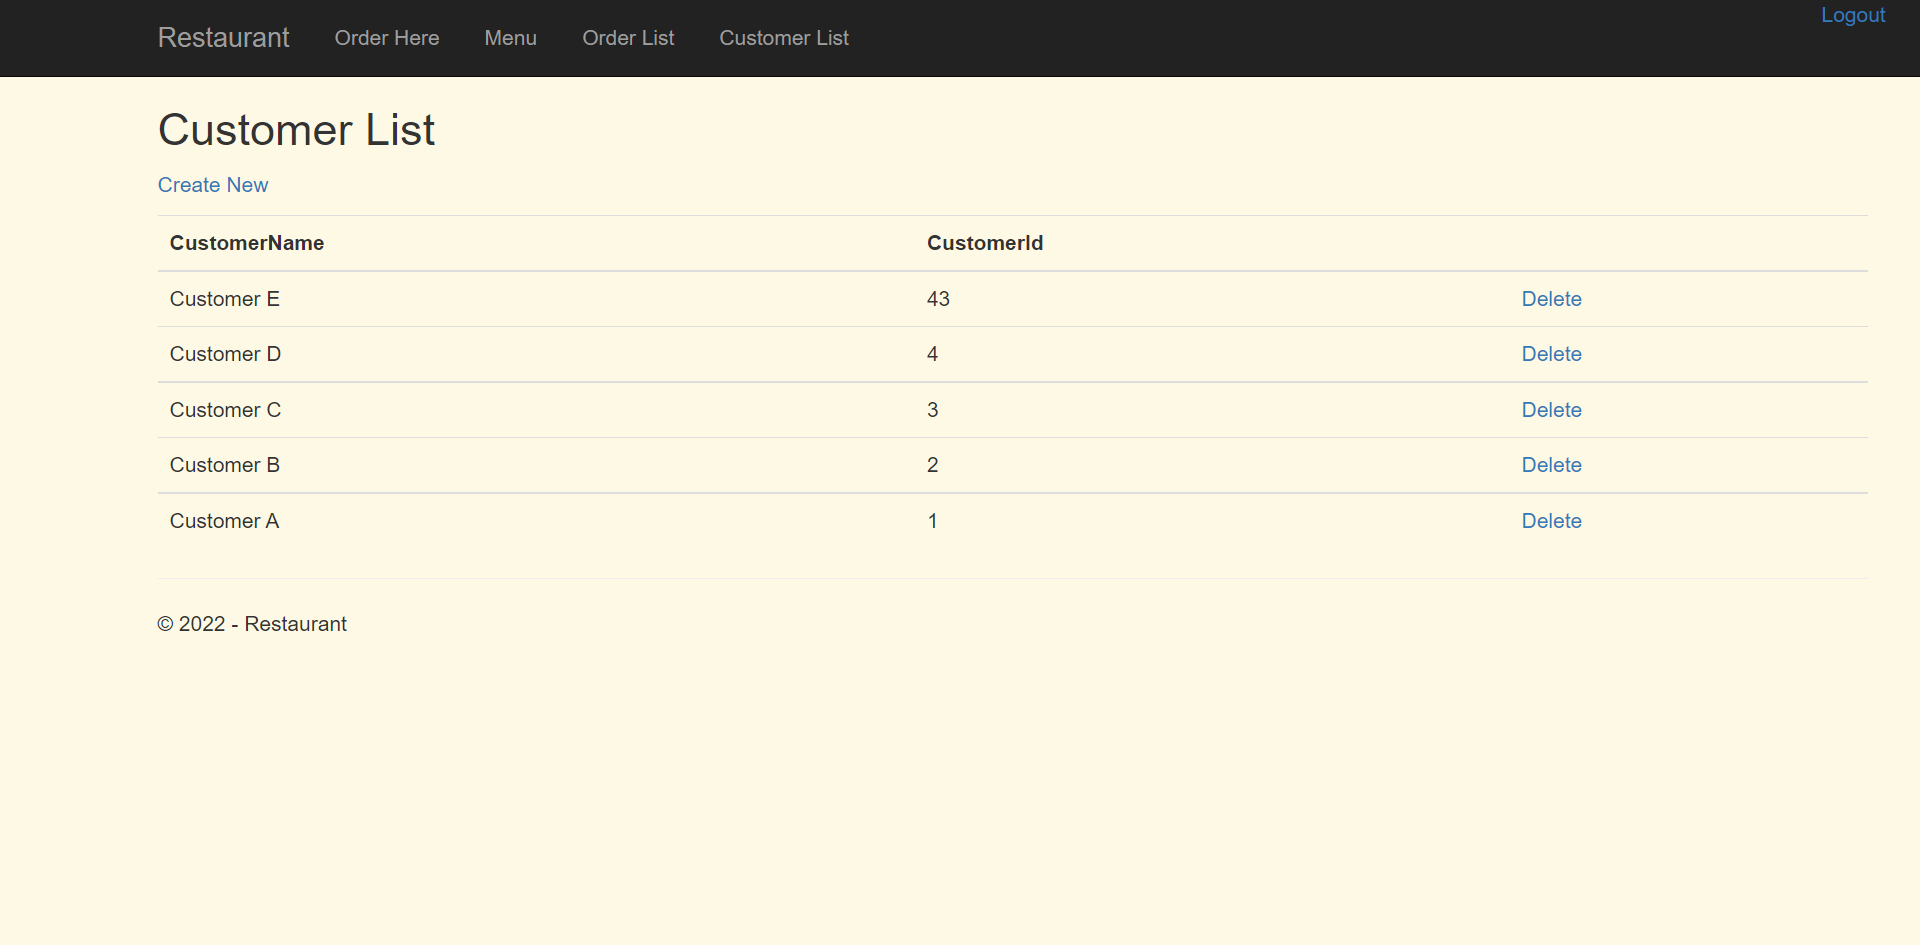 Restaurant Order Here Menu Order List Customer List Logout
Customer List
Create New
CustomerName CustomerId
Customer E 43 Delete
Customer D 4 Delete
Customer C 3 Delete
Customer B 2 Delete
Customer A 1 Delete
© 2022 - Restaurant